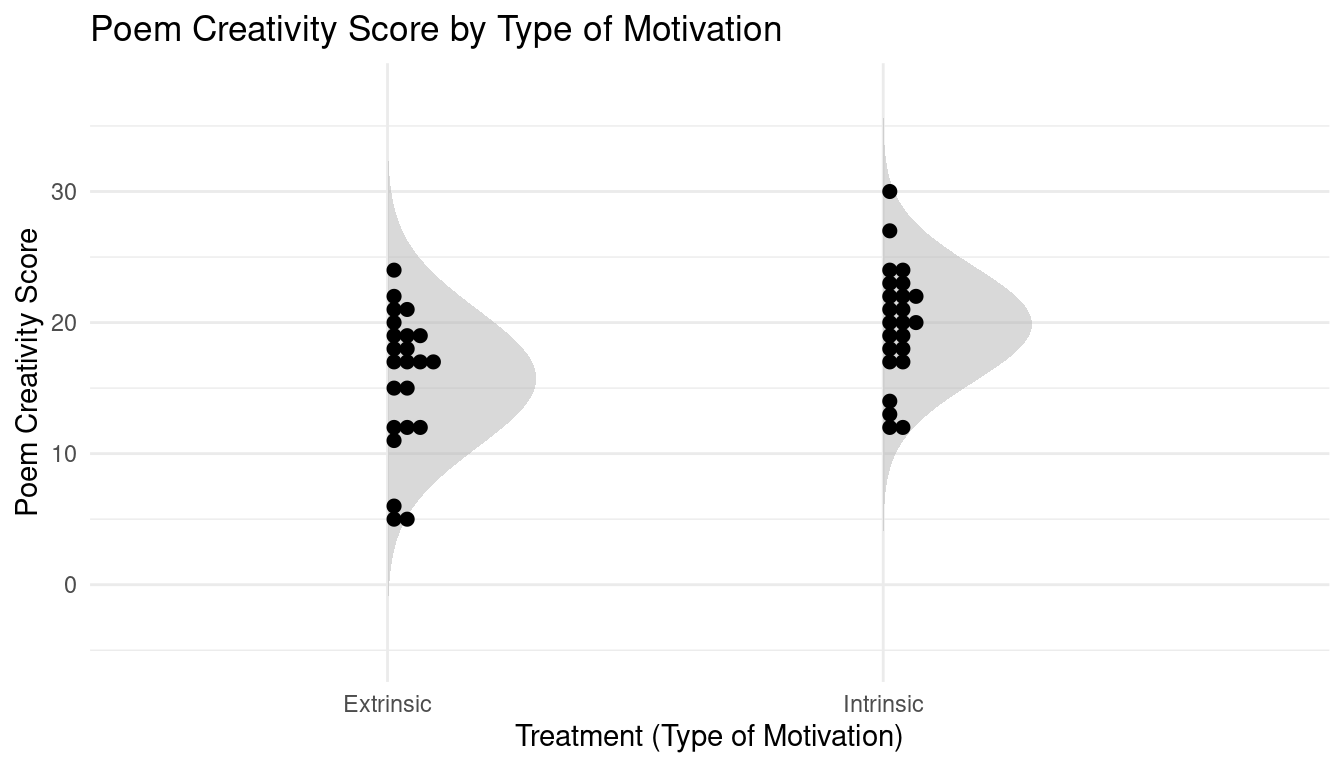 Poem Creativity Score by Type of Motivation
Poem Creativity Score
30
20
10
0
Extrinsic
Intrinsic
Treatment (Type of Motivation)